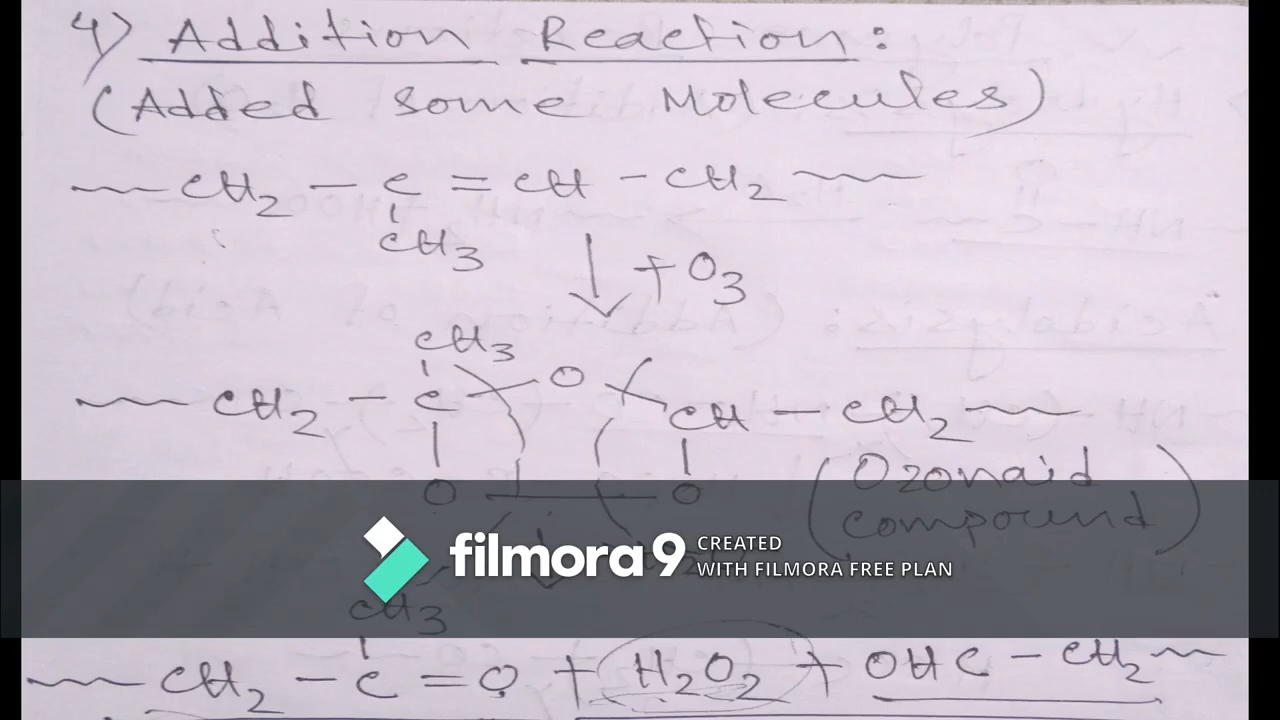 4) Addition Reaction:
(Added some Molecules)
CH2 - C = CH - CH2
CH3
+ O3
CH3
O
CH2 - C CH - CH2
O O
(Ozonaid
compound)
filmora9 CREATED
WITH FILMORA FREE PLAN
CH3
CH2 - C = O + H2O2 + OHC - CH2